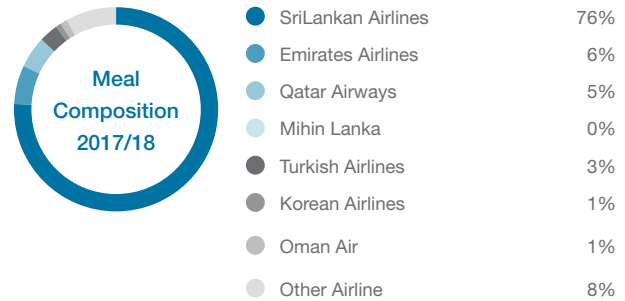 Meal
Composition
2017/18
SriLankan Airlines 76%
Emirates Airlines 6%
Qatar Airways 5%
Mihin Lanka 0%
Turkish Airlines 3%
Korean Airlines 1%
Oman Air 1%
Other Airline 8%